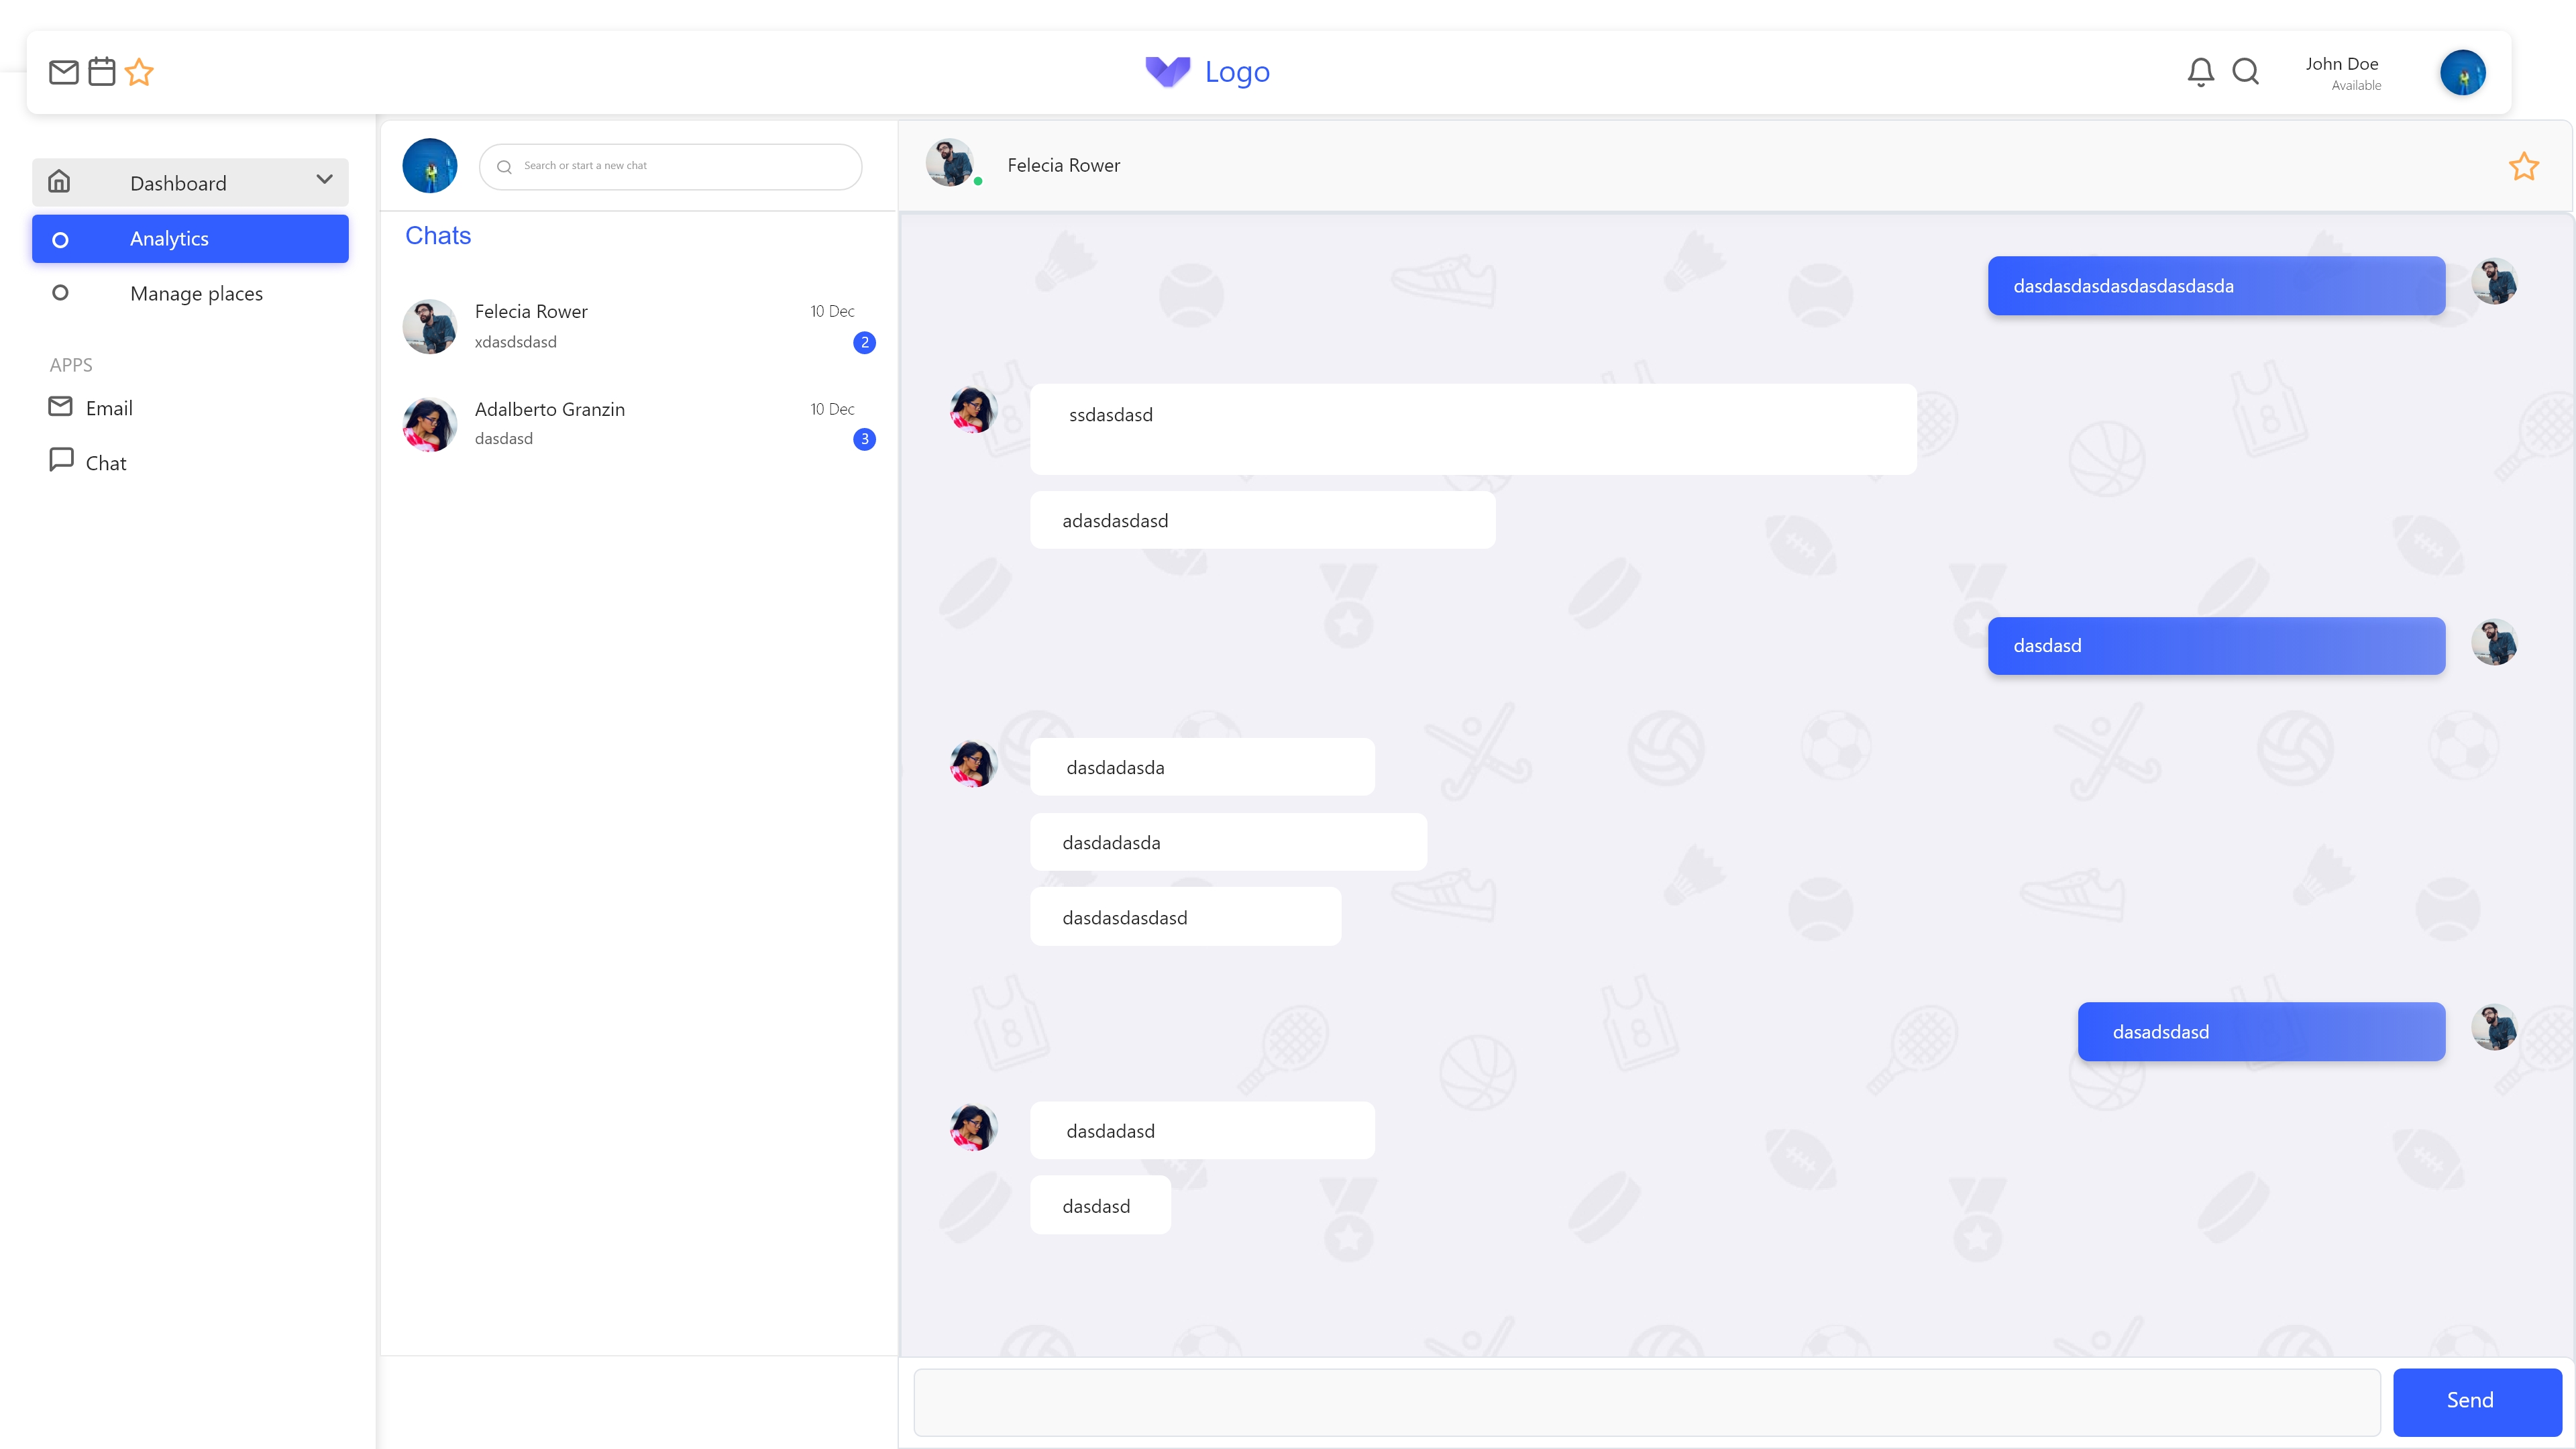 Logo
John Doe
Available
Dashboard
Analytics
Manage places
APPS
Email
Chat
Search or start a new chat
Chats
Felecia Rower
10 Dec
xdasdsdasd
2
Adalberto Granzin
10 Dec
dasdasd
3
Felecia Rower
dasdasdasdasdasdasdasda
ssdasdasd
adasdasdasd
dasdasd
dasdadasda
dasdadasda
dasdasdasdasd
dasadsdasd
dasdadasd
dasdasd
Send